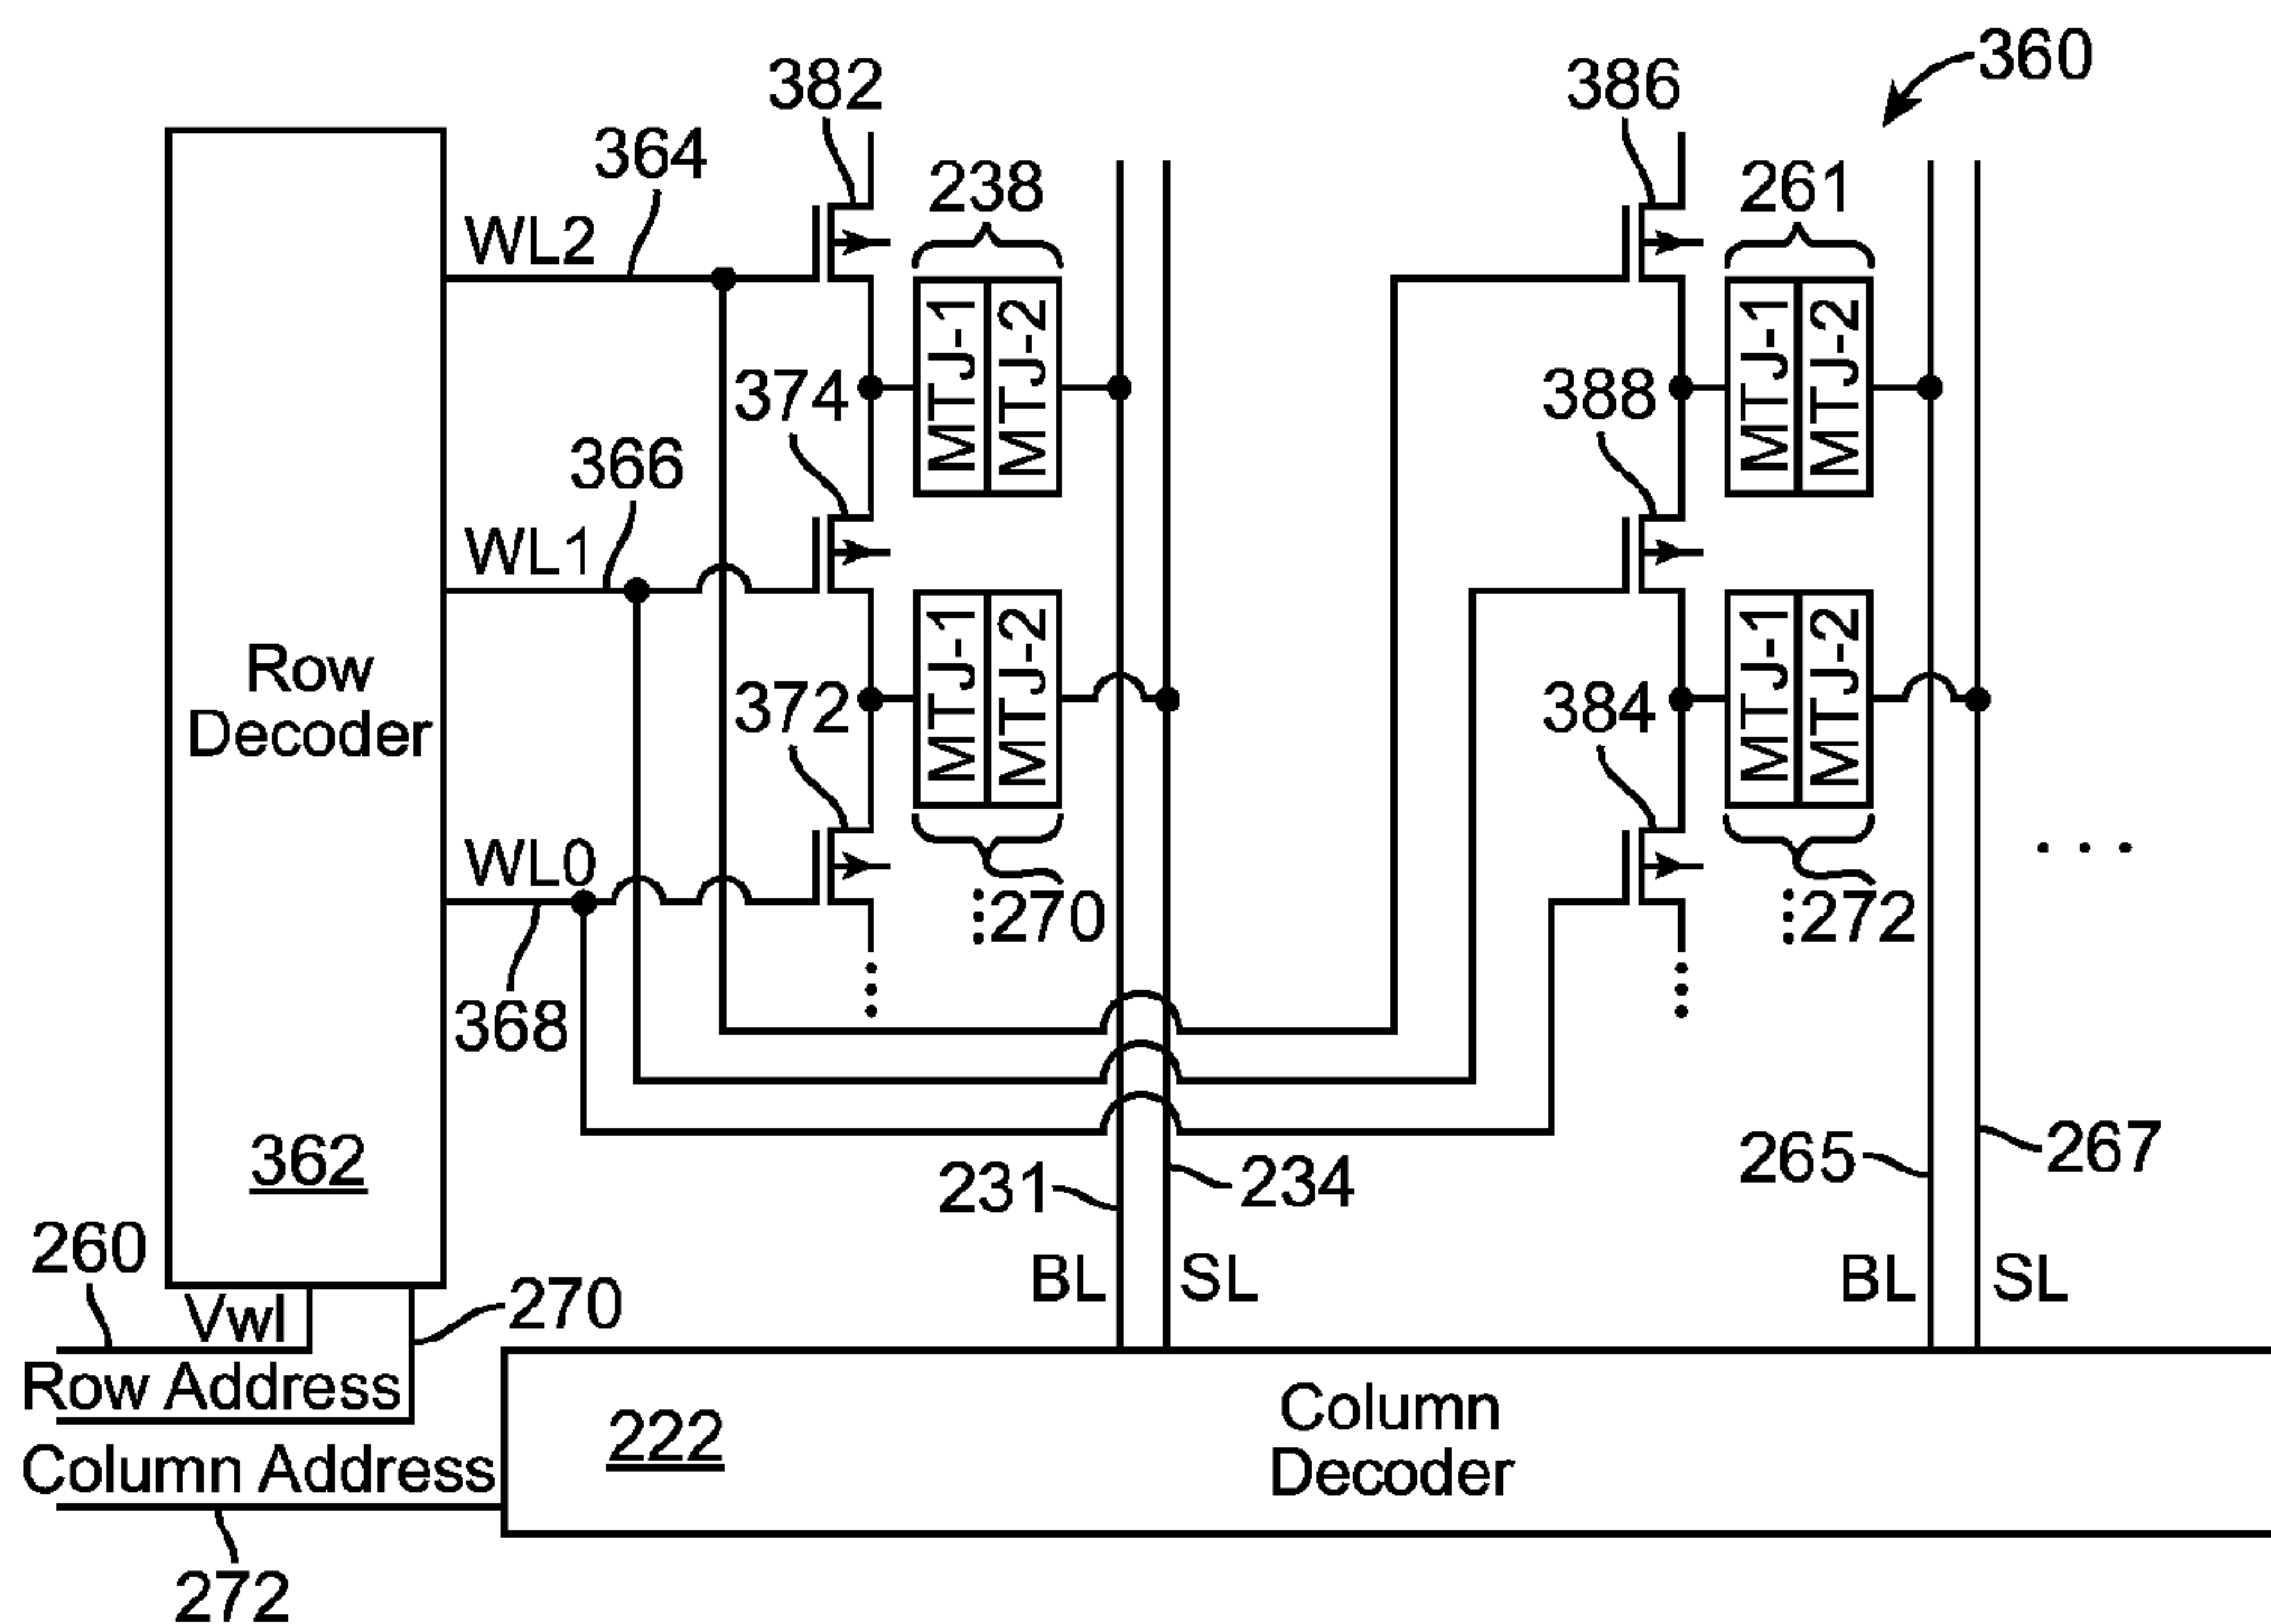 360
382
386
364
238
261
WL2
MTJ-1
MTJ-2
MTJ-1
MTJ-2
374
388
366
WL1
MTJ-1
MTJ-2
MTJ-1
MTJ-2
Row
Decoder
372
384
WL0
270
272
368
362
231
234
265
267
260
270
BL
SL
BL
SL
Vwl
Row Address
Column Address
222
Column
Decoder
272